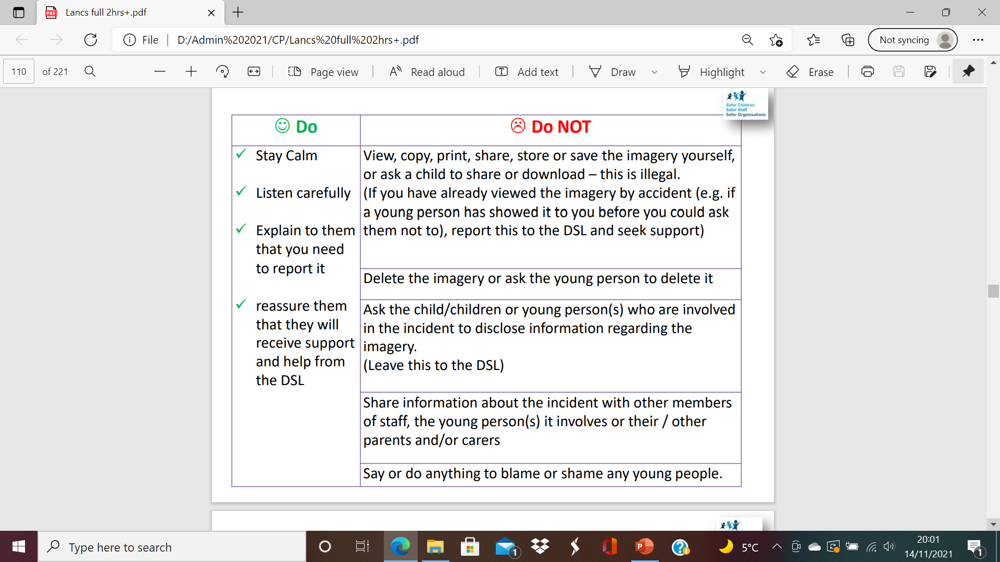 Lancs full 2hrs+.pdf
File
D:/Admin%202021/CP/Lancs%20full%202hrs+.pdf
Not syncing
110 of 221
Page view
Read aloud
Add text
Draw
Highlight
Erase
Safer Children
Safer Staff
Safer Organisations
Do
Do NOT
Stay Calm
Listen carefully
Explain to them
that you need
to report it
reassure them
that they will
receive support
and help from
the DSL
View, copy, print, share, store or save the imagery yourself,
or ask a child to share or download – this is illegal.
(If you have already viewed the imagery by accident (e.g. if
a young person has showed it to you before you could ask
them not to), report this to the DSL and seek support)
Delete the imagery or ask the young person to delete it
Ask the child/children or young person(s) who are involved
in the incident to disclose information regarding the
imagery.
(Leave this to the DSL)
Share information about the incident with other members
of staff, the young person(s) it involves or their / other
parents and/or carers
Say or do anything to blame or shame any young people.
Type here to search
1
5°C
20:01
14/11/2021
1